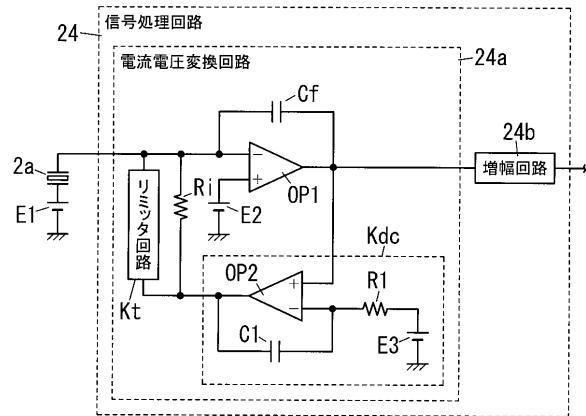 信号処理回路
24
電流電圧変換回路
24a
Cf
24b
2a
増幅回路
OP1
Ri
E1
E2
リミッタ回路
Kdc
OP2
R1
Kt
C1
E3